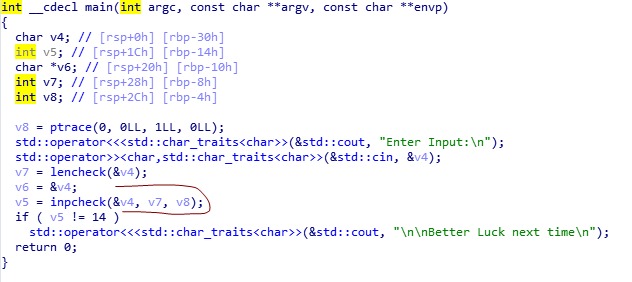 int __cdecl main(int argc, const char **argv, const char **envp)
{
char v4; // [rsp+0h] [rbp-30h]
int v5; // [rsp+1Ch] [rbp-14h]
char *v6; // [rsp+20h] [rbp-10h]
int v7; // [rsp+28h] [rbp-8h]
int v8; // [rsp+2Ch] [rbp-4h]
v8 = ptrace(0, 0LL, 1LL, 0LL);
std::operator<<<std::char_traits<char>>(&std::cout, "Enter Input:\n");
std::operator>><char,std::char_traits<char>>(&std::cin, &v4);
v7 = lencheck(&v4);
v6 = &v4;
v5 = inpcheck(&v4, v7, v8);
if ( v5 != 14 )
std::operator<<<std::char_traits<char>>(&std::cout, "\n\nBetter Luck next time\n");
return 0;
}